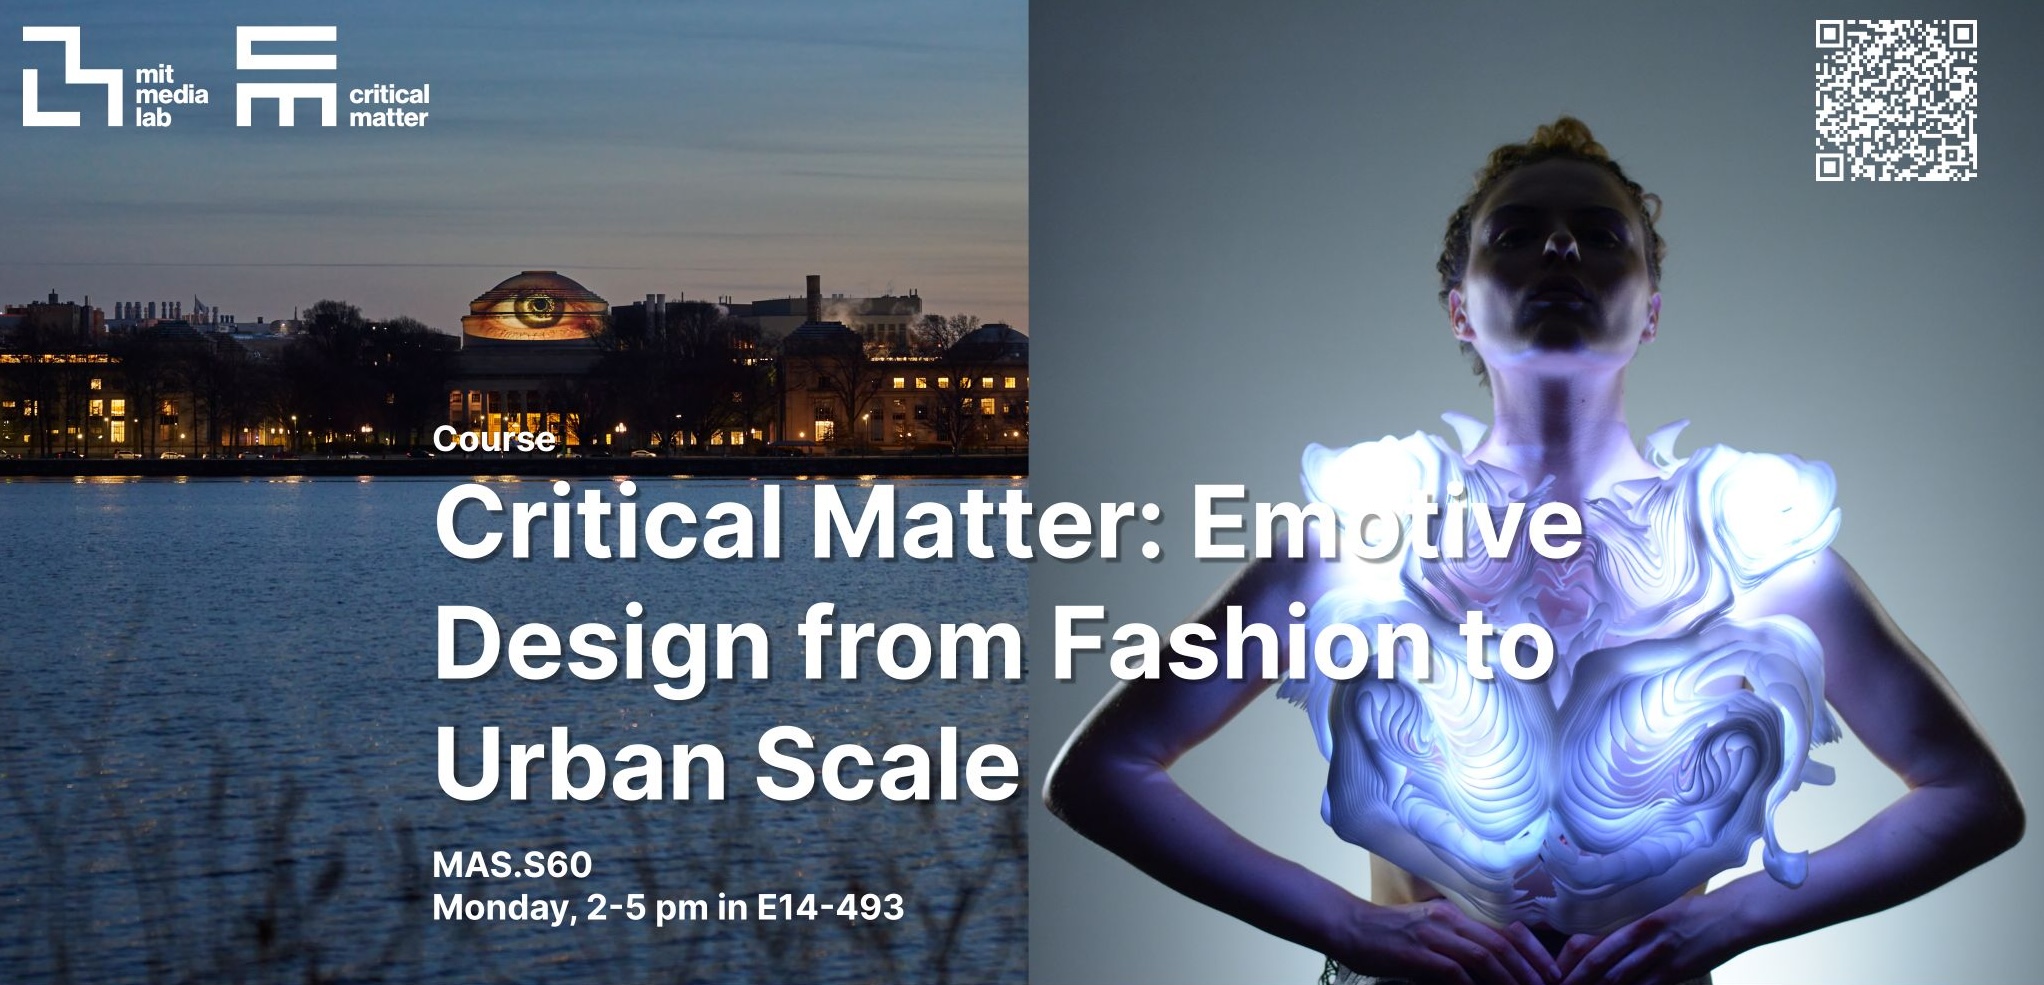 mit
media
lab
critical
matter
Course
Critical Matter: Emotive
Design from Fashion to
Urban Scale
MAS.S60
Monday, 2-5 pm in E14-493